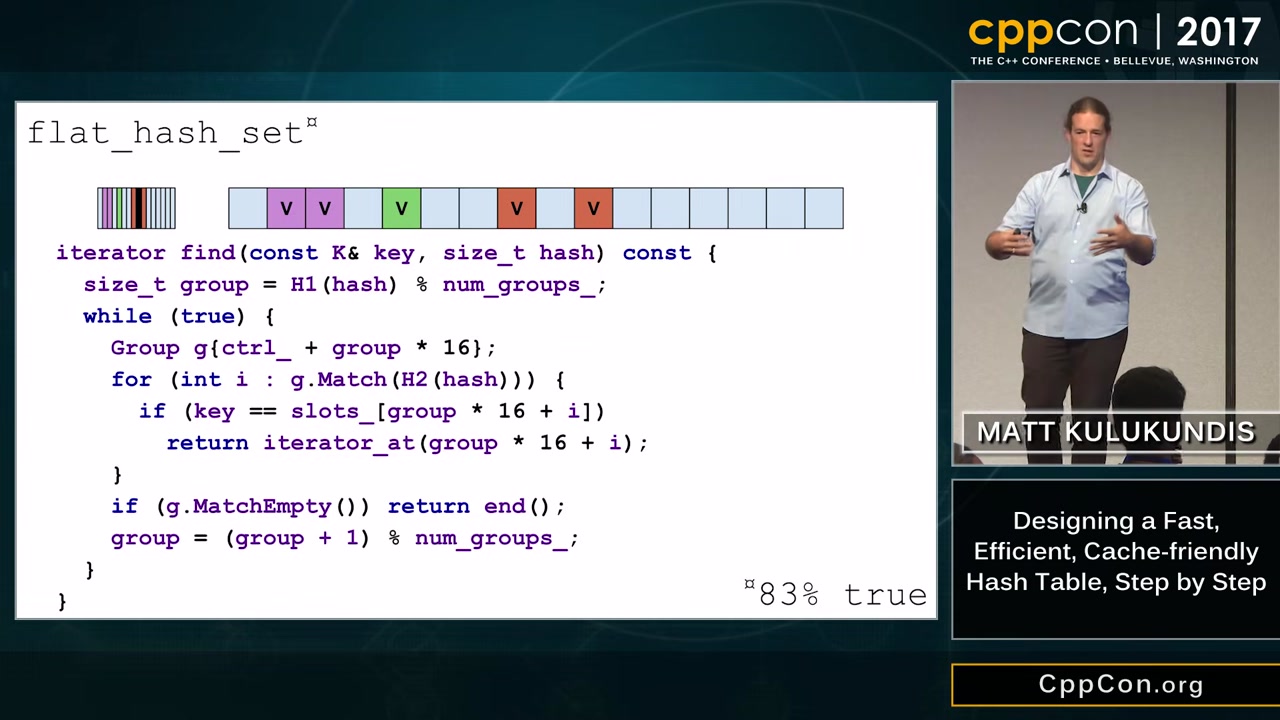 cppcon | 2017
THE C++ CONFERENCE • BELLEVUE, WASHINGTON
flat_hash_set¤
v v v v v
iterator find(const K& key, size_t hash) const {
size_t group = H1(hash) % num_groups_;
while (true) {
Group g{ctrl_ + group * 16};
for (int i : g.Match(H2(hash))) {
if (key == slots_[group * 16 + i])
return iterator_at(group * 16 + i);
}
if (g.MatchEmpty()) return end();
group = (group + 1) % num_groups_;
}
}
¤83% true
MATT KULUKUNDIS
Designing a Fast,
Efficient, Cache-friendly
Hash Table, Step by Step
CppCon.org